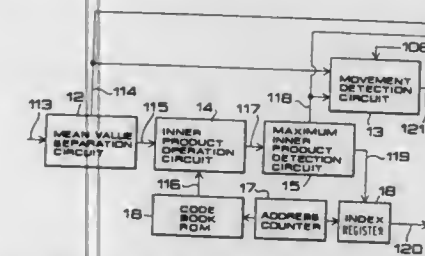 108
114
12
113
MEAN VALUE
SEPARATION
CIRCUIT
115
14
INNER
PRODUCT
OPERATION
CIRCUIT
117
118
MAXIMUM
INNER
PRODUCT
DETECTION
CIRCUIT
15
MOVEMENT
DETECTION
CIRCUIT
13
121
119
116
17
18
18
CODE
BOOK
ROM
ADDRESS
COUNTER
INDEX
REGISTER
120